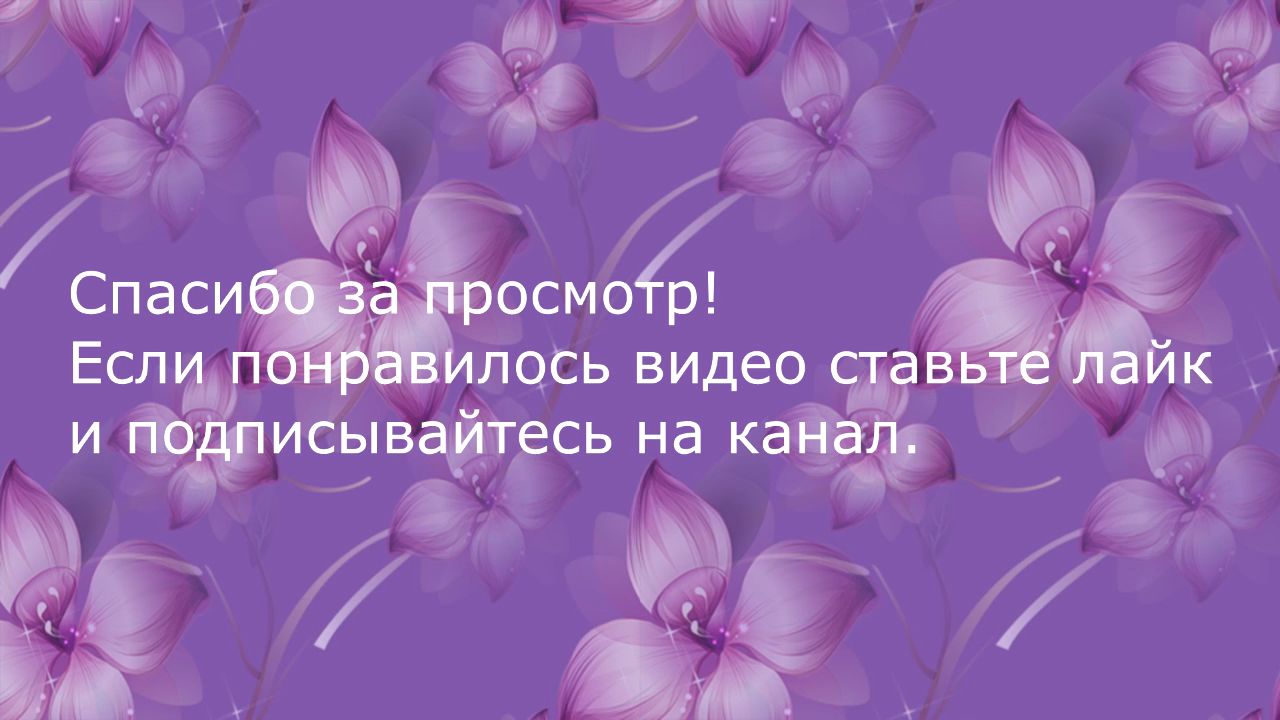 Спасибо за просмотр!
Если понравилось видео ставьте лайк
и подписывайтесь на канал.